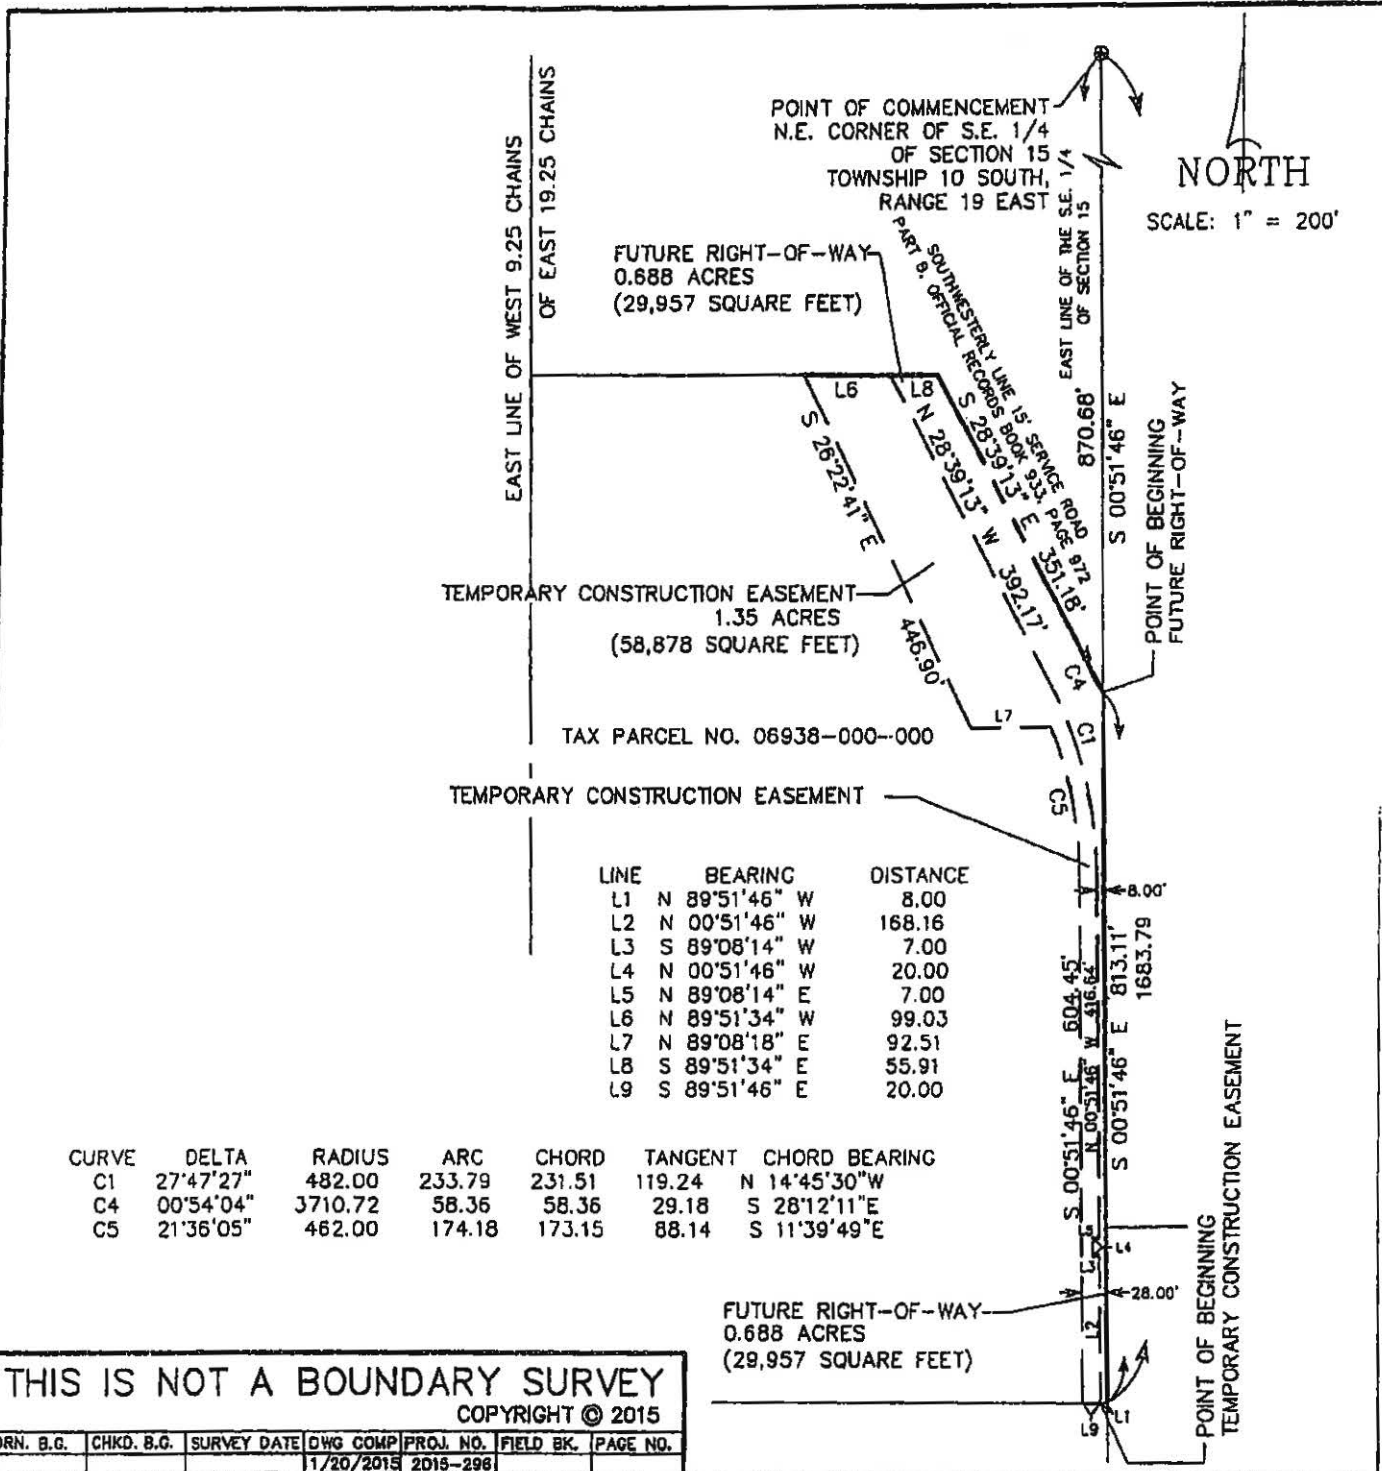 POINT OF COMMENCEMENT
N.E. CORNER OF S.E. 1/4
OF SECTION 15
TOWNSHIP 10 SOUTH,
RANGE 19 EAST
NORTH
SCALE: 1" = 200'
EAST LINE OF WEST 9.25 CHAINS
OF EAST 19.25 CHAINS
FUTURE RIGHT-OF-WAY
0.688 ACRES
(29,957 SQUARE FEET)
SOUTHWESTERLY LINE 15' SERVICE ROAD
PART B, OFFICIAL RECORDS BOOK 933, PAGE 972
EAST LINE OF THE S.E. 1/4
OF SECTION 15
870.68'
S 00°51'46" E
POINT OF BEGINNING
FUTURE RIGHT-OF-WAY
L6
L8
S 28°39'13" E 351.18'
N 28°39'13" W 392.17'
S 26°22'41" E
446.90'
TEMPORARY CONSTRUCTION EASEMENT
1.35 ACRES
(58,878 SQUARE FEET)
C4
L7
C1
TAX PARCEL NO. 06938-000--000
TEMPORARY CONSTRUCTION EASEMENT
C5
LINE BEARING DISTANCE
L1 N 89°51'46" W 8.00
L2 N 00°51'46" W 168.16
L3 S 89°08'14" W 7.00
L4 N 00°51'46" W 20.00
L5 N 89°08'14" E 7.00
L6 N 89°51'34" W 99.03
L7 N 89°08'18" E 92.51
L8 S 89°51'34" E 55.91
L9 S 89°51'46" E 20.00
8.00'
S 00°51'46" E 604.45'
N 00°51'46" W 416.64'
S 00°51'46" E 813.11'
1683.79
CURVE DELTA RADIUS ARC CHORD TANGENT CHORD BEARING
C1 27°47'27" 482.00 233.79 231.51 119.24 N 14°45'30"W
C4 00°54'04" 3710.72 58.36 58.36 29.18 S 28°12'11"E
C5 21°36'05" 462.00 174.18 173.15 88.14 S 11°39'49"E
L5
L4
L3
28.00'
L2
FUTURE RIGHT-OF-WAY
0.688 ACRES
(29,957 SQUARE FEET)
POINT OF BEGINNING
TEMPORARY CONSTRUCTION EASEMENT
L9
L1
THIS IS NOT A BOUNDARY SURVEY
COPYRIGHT © 2015
DRN. B.G. CHKD. B.G. SURVEY DATE DWG COMP PROJ. NO. FIELD BK. PAGE NO.
1/20/2015 2015-296